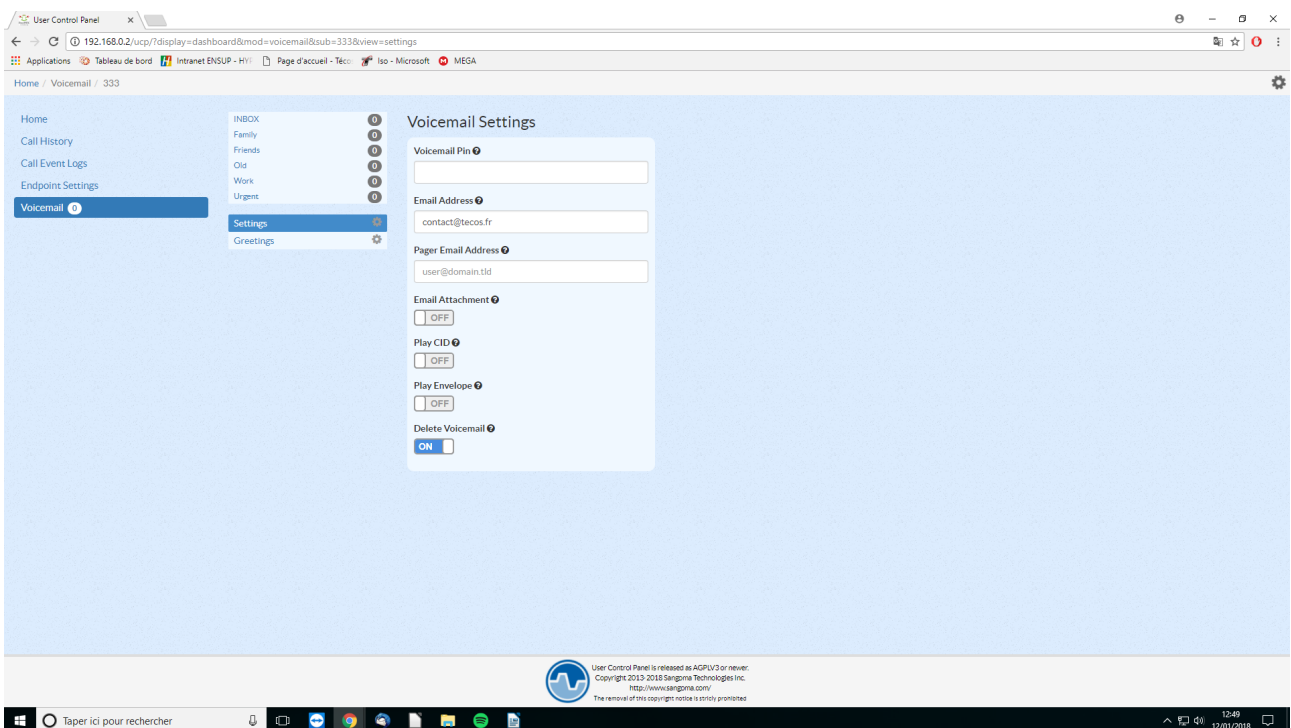 User Control Panel
192.168.0.2/ucp/?display=dashboard&mod=voicemail&sub=333&view=settings
Applications Tableau de bord Intranet ENSUP - HYI Page d'accueil - Téco Iso - Microsoft MEGA
Home / Voicemail / 333
Home
Call History
Call Event Logs
Endpoint Settings
Voicemail 0
INBOX 0
Family 0
Friends 0
Old 0
Work 0
Urgent 0
Settings
Greetings
Voicemail Settings
Voicemail Pin
Email Address
contact@tecos.fr
Pager Email Address
user@domain.tld
Email Attachment
OFF
Play CID
OFF
Play Envelope
OFF
Delete Voicemail
ON
User Control Panel is released as AGPLV3 or newer.
Copyright 2013-2018 Sangoma Technologies Inc.
http://www.sangoma.com/
The removal of this copyright notice is stricly prohibited
Taper ici pour rechercher
12:49
12/01/2018